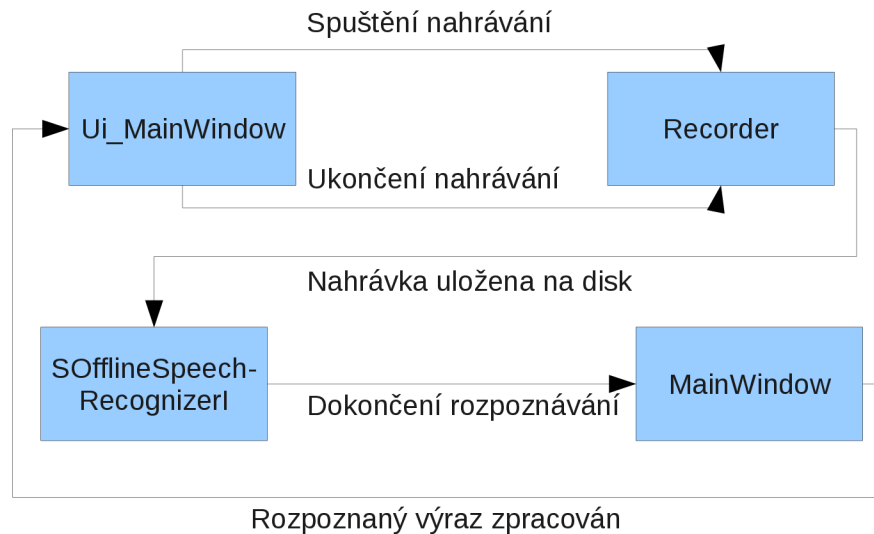 Spuštění nahrávání
Ui_MainWindow
Recorder
Ukončení nahrávání
Nahrávka uložena na disk
SOfflineSpeech-
RecognizerI
MainWindow
Dokončení rozpoznávání
Rozpoznaný výraz zpracován